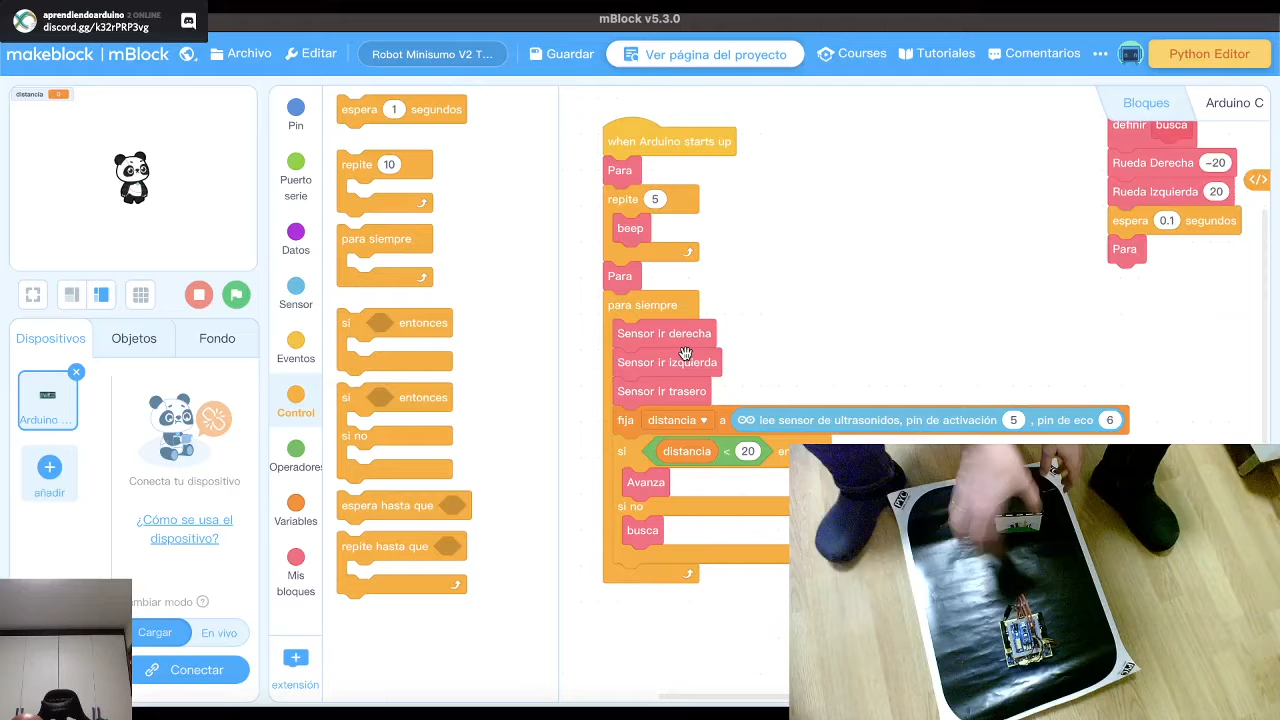 aprendiendoarduino 2 ONLINE
discord.gg/k32rPRP3vg
mBlock v5.3.0
makeblock | mBlock
Archivo
Editar
Robot Minisumo V2 T...
Guardar
Ver página del proyecto
Courses
Tutoriales
Comentarios
Python Editor
distancia 0
Dispositivos
Objetos
Fondo
Arduino ...
añadir
Conecta tu dispositivo
¿Cómo se usa el
dispositivo?
mbiar modo
Cargar
En vivo
Conectar
Pin
Puerto
serie
Datos
Sensor
Eventos
Control
Operadores
Variables
Mis
bloques
extensión
espera 1 segundos
repite 10
para siempre
si entonces
si entonces
si no
espera hasta que
repite hasta que
when Arduino starts up
Para
repite 5
beep
Para
para siempre
Sensor ir derecha
Sensor ir izquierda
Sensor ir trasero
fija distancia a lee sensor de ultrasonidos, pin de activación 5 , pin de eco 6
si distancia < 20 en
Avanza
si no
busca
Bloques
Arduino C
definir busca
Rueda Derecha -20
Rueda Izquierda 20
espera 0.1 segundos
Para